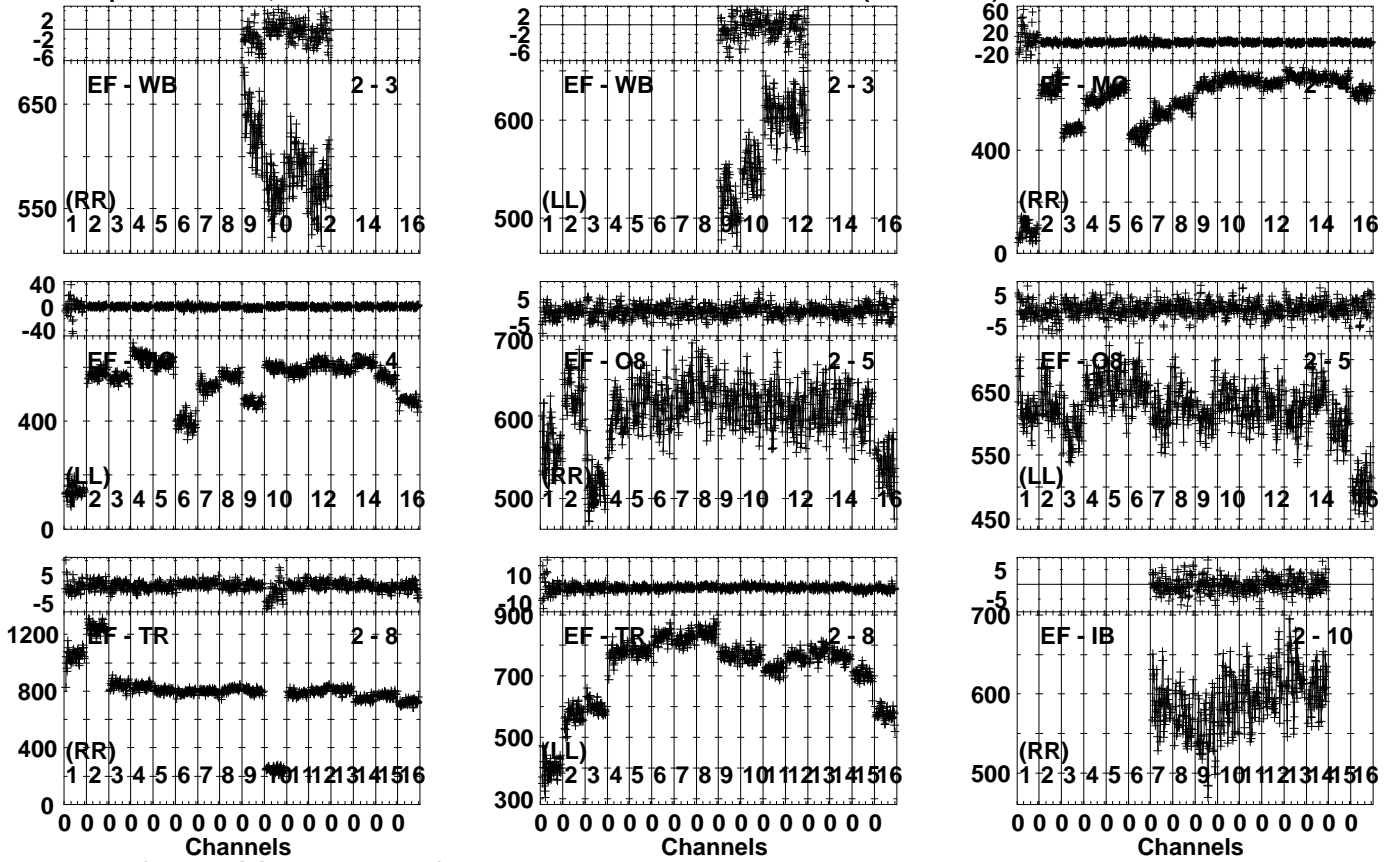 2 2 60
-2 -2 20
-6 -6 -20
EF - WB 2 - 3 EF - WB 2 - 3 EF - MC 2 -
650 600 400
550 500
(RR) (LL) (RR)
1 2 3 4 5 6 7 8 9 10 12 14 16 1 2 3 4 5 6 7 8 9 10 12 14 16 2 3 4 5 6 7 8 9 10 12 14 16
0
40 5 5
0 -5 -5
-40 700
EF - 4 EF - O8 2 - 5 EF - O8 2 - 5
400 600 650
550
(LL) (RR) (LL)
2 3 4 5 6 7 8 9 10 12 14 16 500 1 2 3 4 5 6 7 8 9 10 12 14 16 1 2 3 4 5 6 7 8 9 10 12 14 16
0 450
5 10 5
-5 -10 -5
900 700
1200 EF - TR 2 - 8 EF - TR 2 - 8 EF - IB 2 - 10
800 700 600
400 500
(RR) (LL) (RR)
1 2 3 4 5 6 7 8 9 10 11 12 13 14 15 16 2 3 4 5 6 7 8 9 10 11 12 13 14 15 16 500 1 2 3 4 5 6 7 8 9 10 11 12 13 14 15 16
0 300
0 0 0 0 0 0 0 0 0 0 0 0 0 0 0 0 0 0 0 0 0 0 0 0 0 0 0 0 0 0 0 0 0 0 0 0 0 0 0 0 0 0 0 0 0 0 0 0
Channels Channels Channels